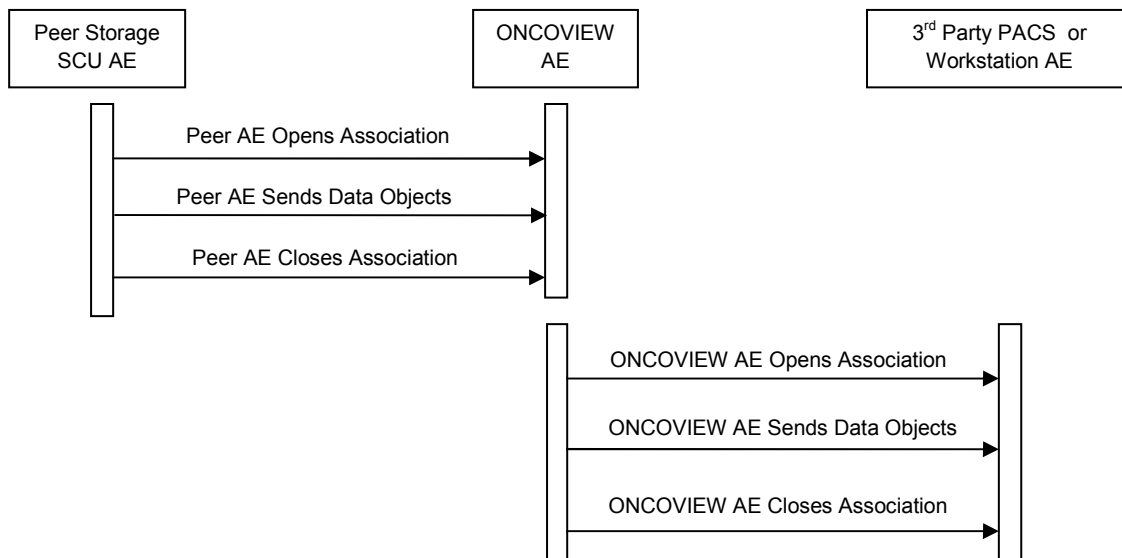 Peer Storage
SCU AE
ONCOVIEW
AE
3rd Party PACS or
Workstation AE
Peer AE Opens Association
Peer AE Sends Data Objects
Peer AE Closes Association
ONCOVIEW AE Opens Association
ONCOVIEW AE Sends Data Objects
ONCOVIEW AE Closes Association